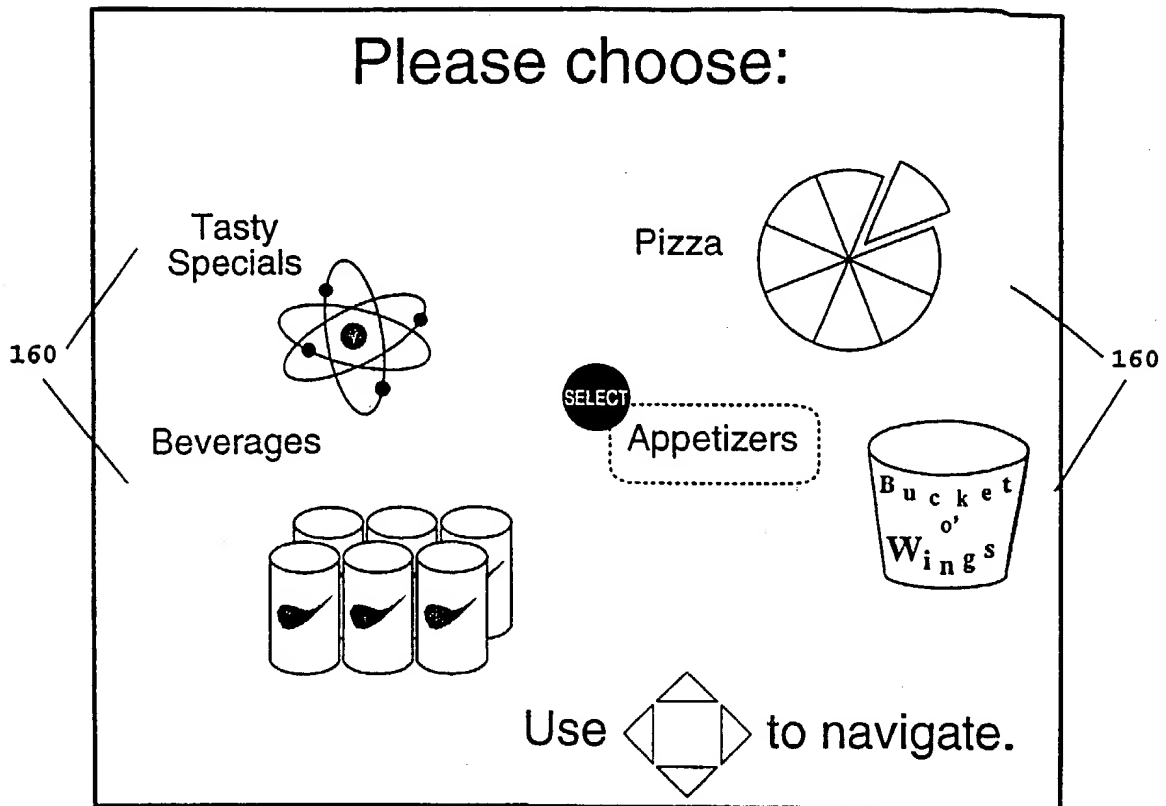 Please choose:
Tasty
Specials
Pizza
160
160
SELECT
Appetizers
Beverages
Bucket
o'
Wings
Use to navigate.